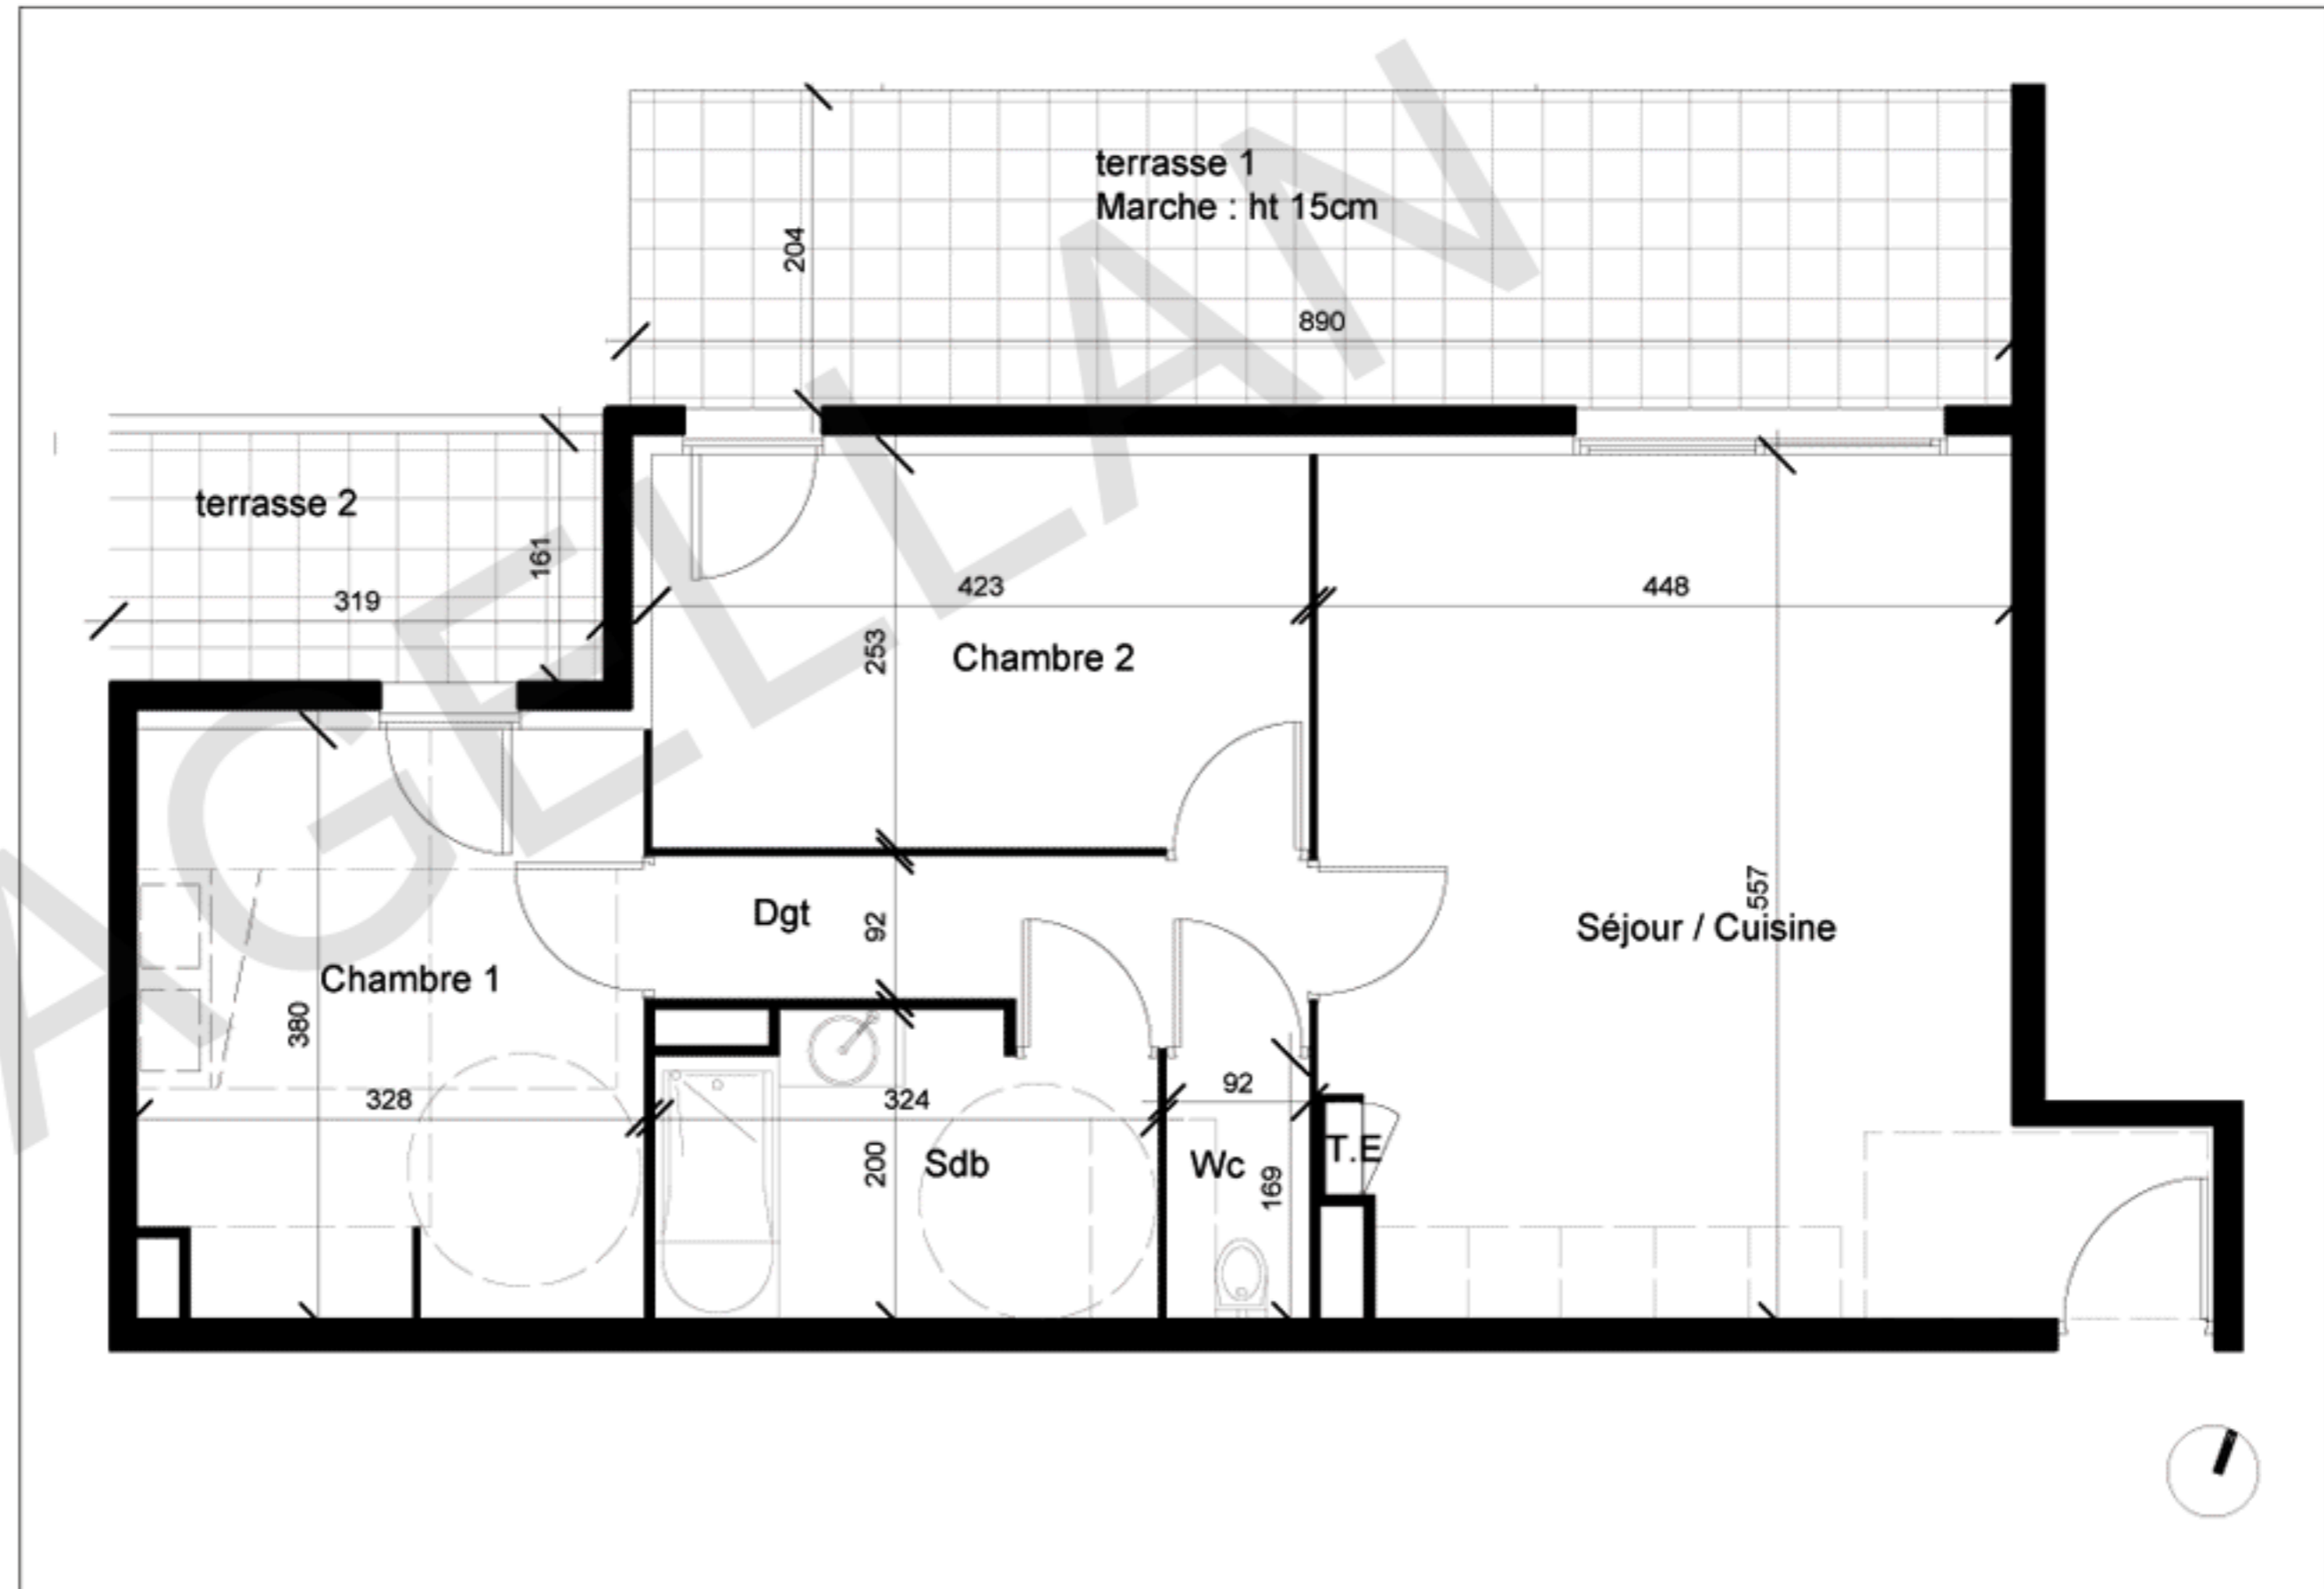 terrasse 1
Marche : ht 15cm
204
890
terrasse 2
161
319
423
448
253
Chambre 2
557
Dgt
92
Séjour / Cuisine
Chambre 1
380
328
324
92
200
Sdb
Wc
169
T.E
AGELLAN